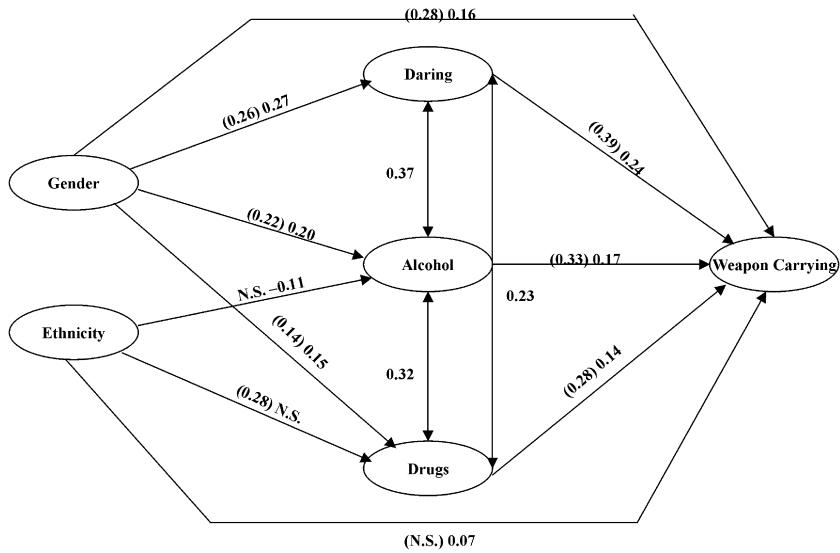 (0.28) 0.16
Daring
(0.26) 0.27
(0.39) 0.24
0.37
Gender
(0.22) 0.20
Alcohol
(0.33) 0.17
Weapon Carrying
N.S. –0.11
0.23
Ethnicity
(0.14) 0.15
0.32
(0.28) 0.14
(0.28) N.S.
Drugs
(N.S.) 0.07